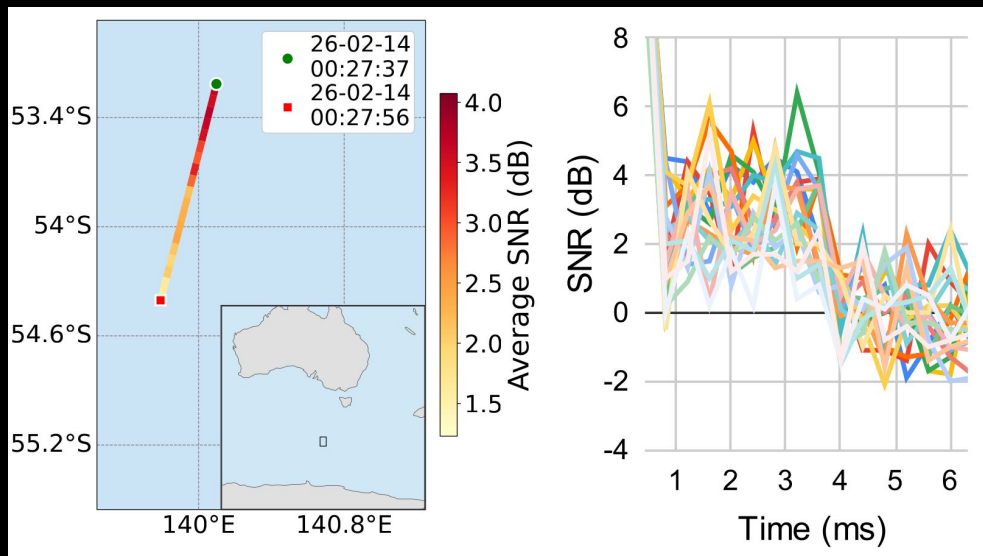 26-02-14
00:27:37
26-02-14
00:27:56
53.4°S
54°S
54.6°S
55.2°S
140°E 140.8°E
4.0
3.5
3.0
2.5
2.0
1.5
Average SNR (dB)
8
6
4
2
0
-2
-4
SNR (dB)
1 2 3 4 5 6
Time (ms)